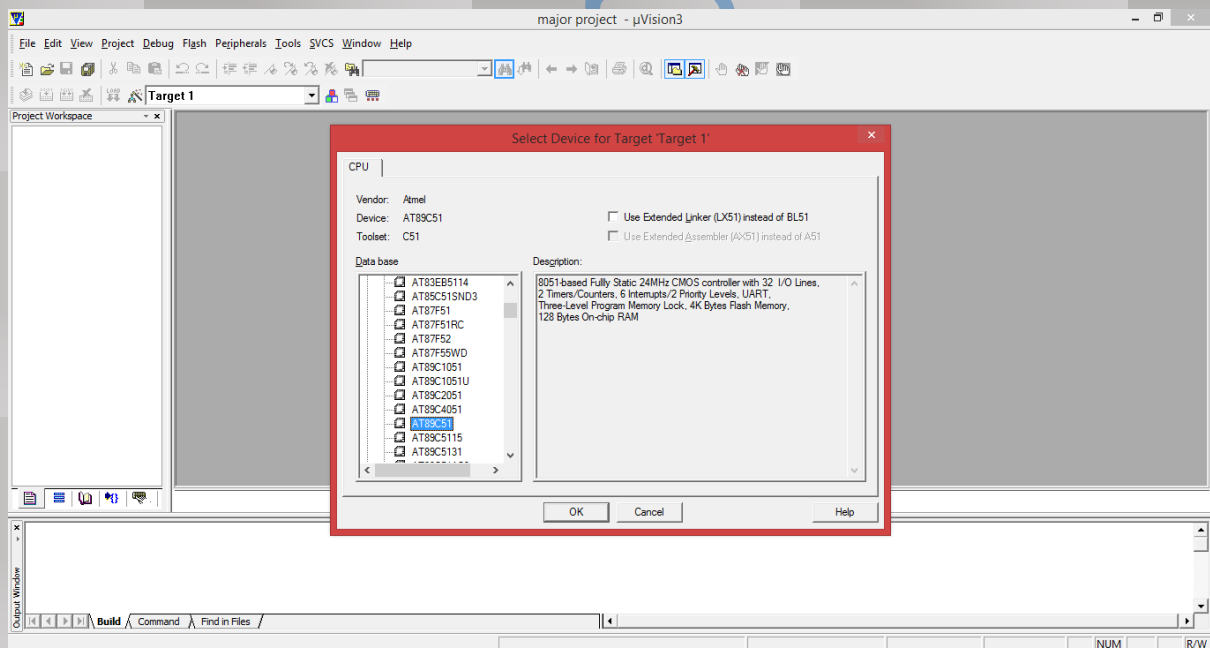 major project - µVision3
File Edit View Project Debug Flash Peripherals Tools SVCS Window Help
LOAD
Target 1
Project Workspace
Select Device for Target 'Target 1'
CPU
Vendor: Atmel
Device: AT89C51
Toolset: C51
Use Extended Linker (LX51) instead of BL51
Use Extended Assembler (AX51) instead of A51
Data base
AT83EB5114
AT85C51SND3
AT87F51
AT87F51RC
AT87F52
AT87F55WD
AT89C1051
AT89C1051U
AT89C2051
AT89C4051
AT89C51
AT89C5115
AT89C5131
Description:
8051-based Fullly Static 24MHz CMOS controller with 32 I/O Lines,
2 Timers/Counters, 6 Interrupts/2 Priority Levels, UART,
Three-Level Program Memory Lock, 4K Bytes Flash Memory,
128 Bytes On-chip RAM
OK Cancel Help
Output Window
Build Command Find in Files
NUM R/W